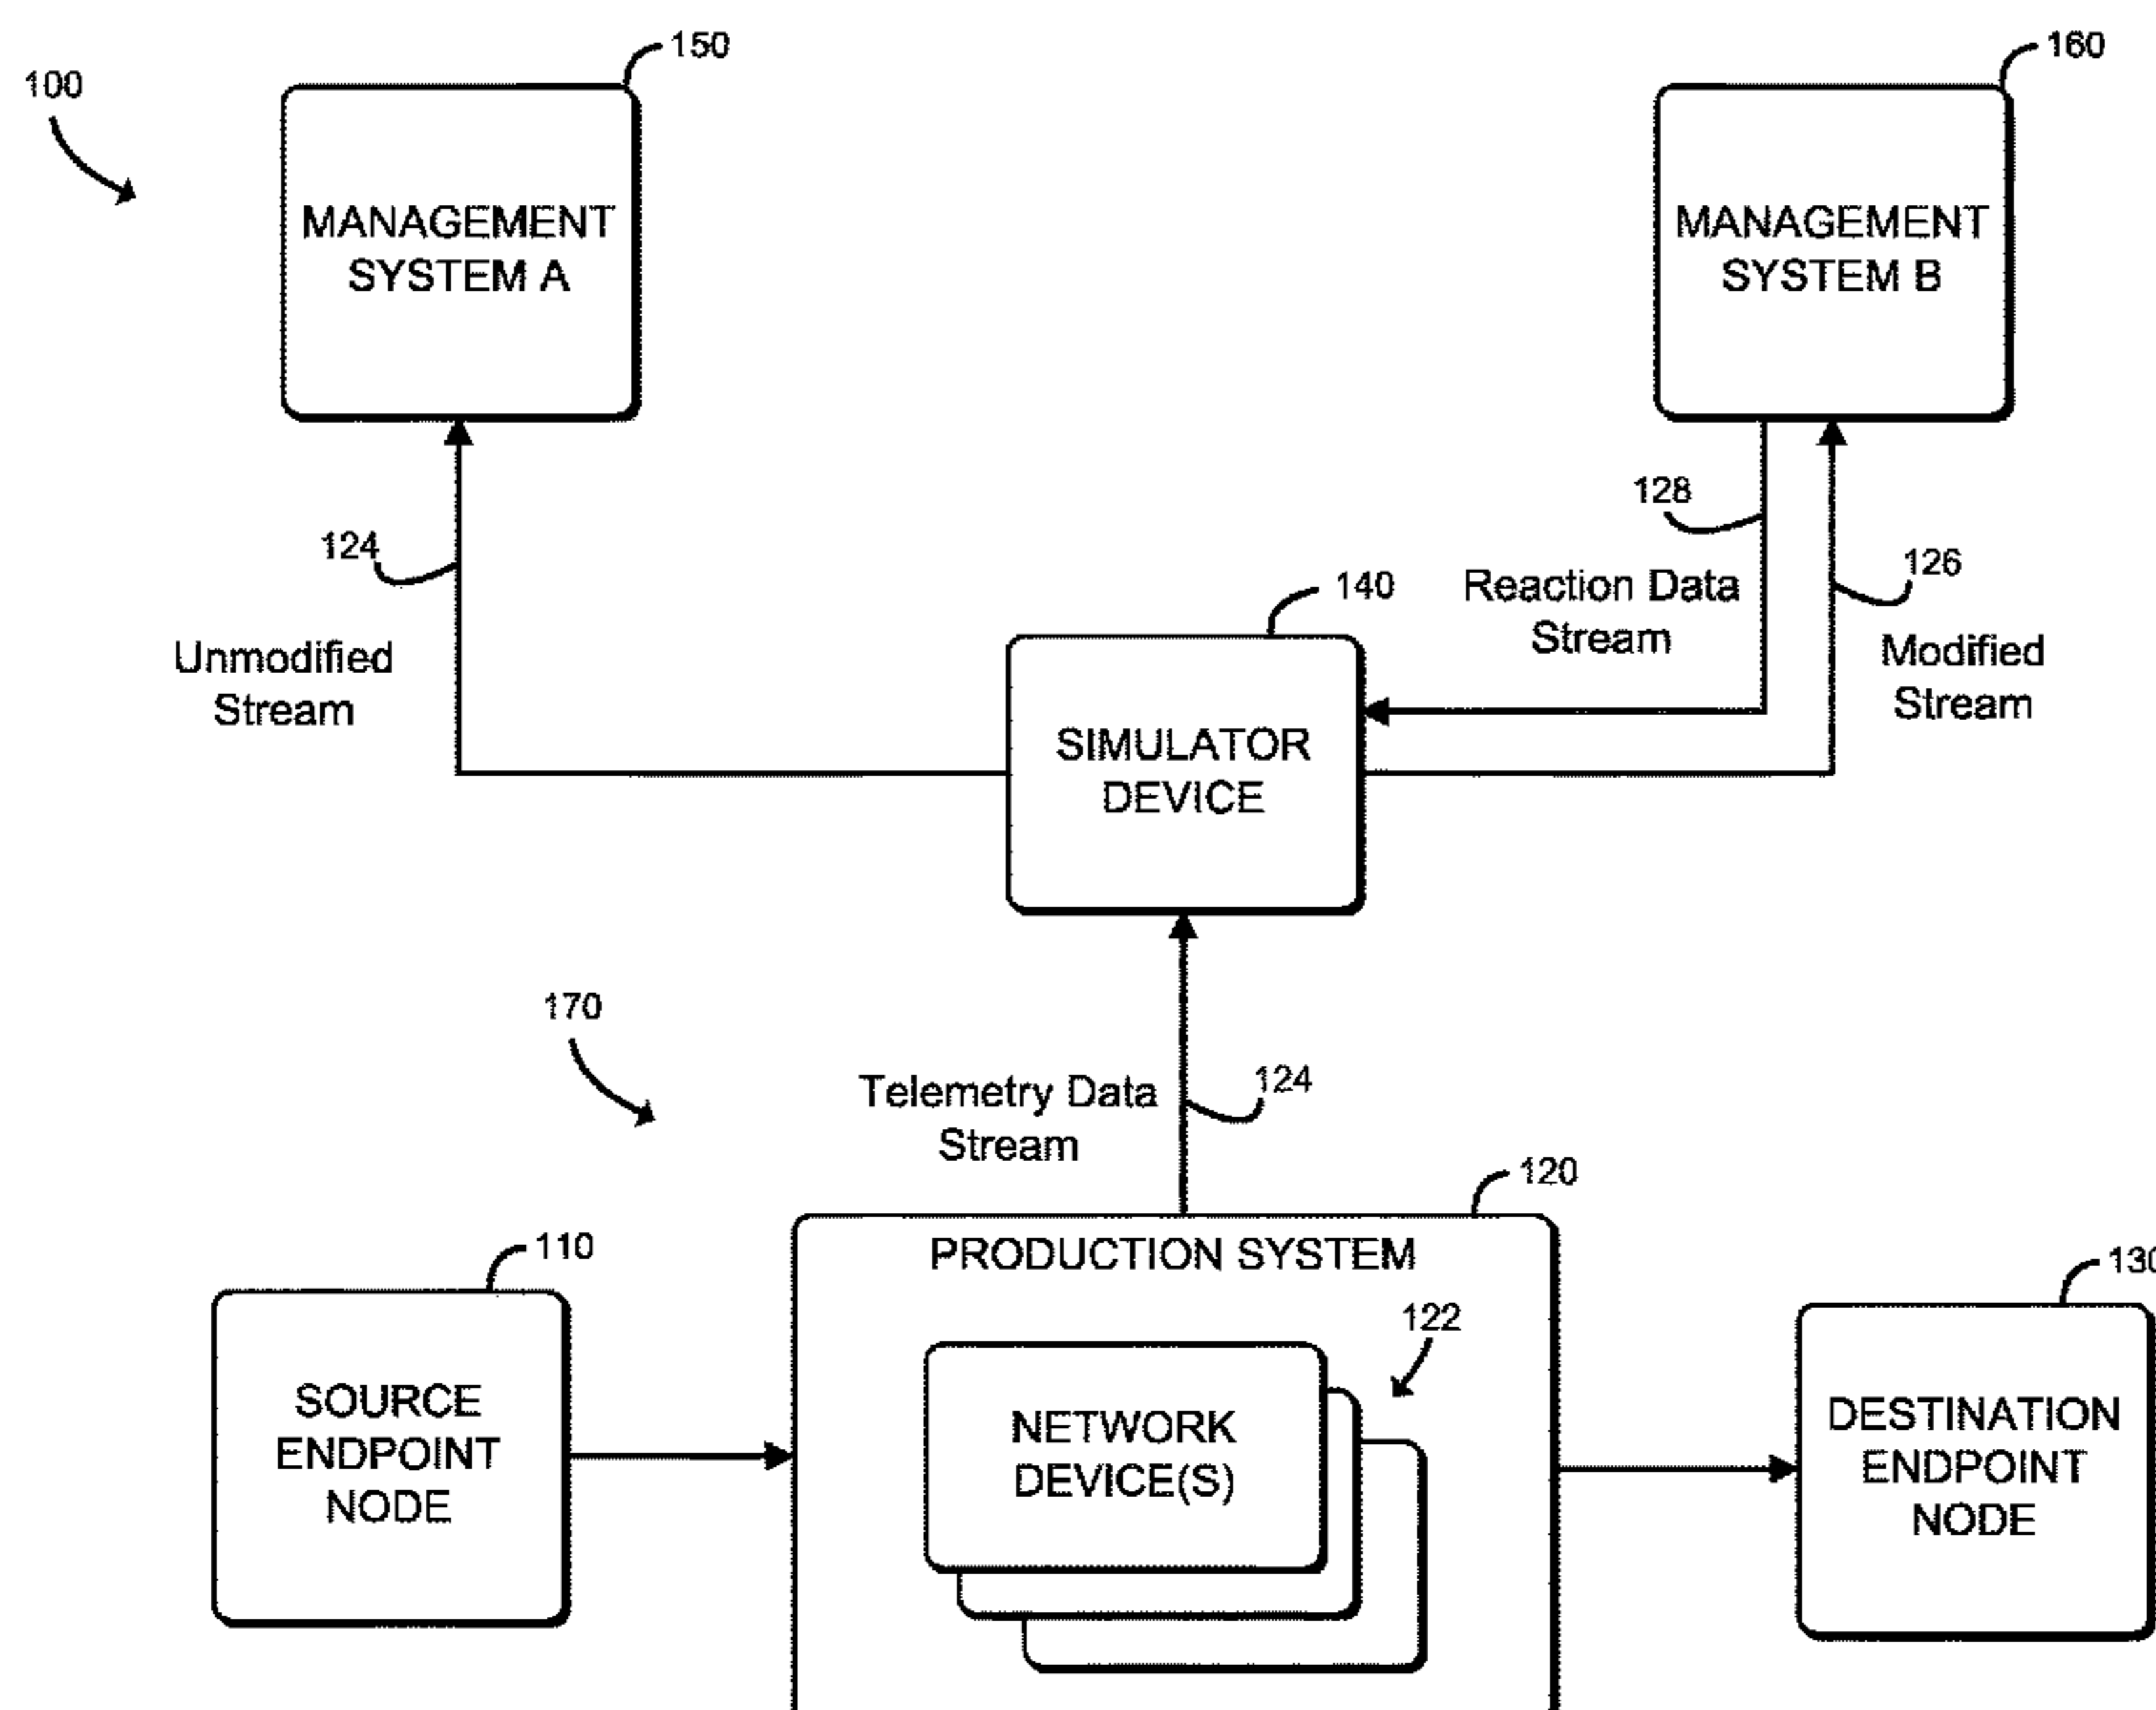 100
150
160
MANAGEMENT
SYSTEM A
MANAGEMENT
SYSTEM B
124
Unmodified
Stream
128
Reaction Data
Stream
126
Modified
Stream
140
SIMULATOR
DEVICE
170
Telemetry Data
Stream
124
120
PRODUCTION SYSTEM
110
SOURCE
ENDPOINT
NODE
122
NETWORK
DEVICE(S)
130
DESTINATION
ENDPOINT
NODE